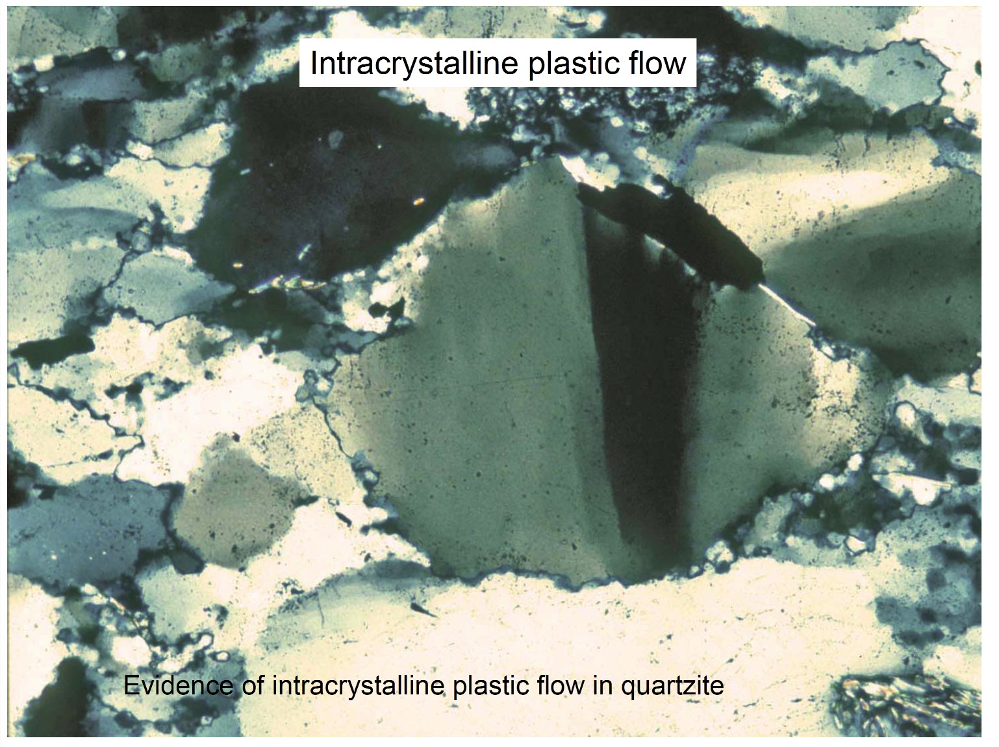 Intracrystalline plastic flow
Evidence of intracrystalline plastic flow in quartzite